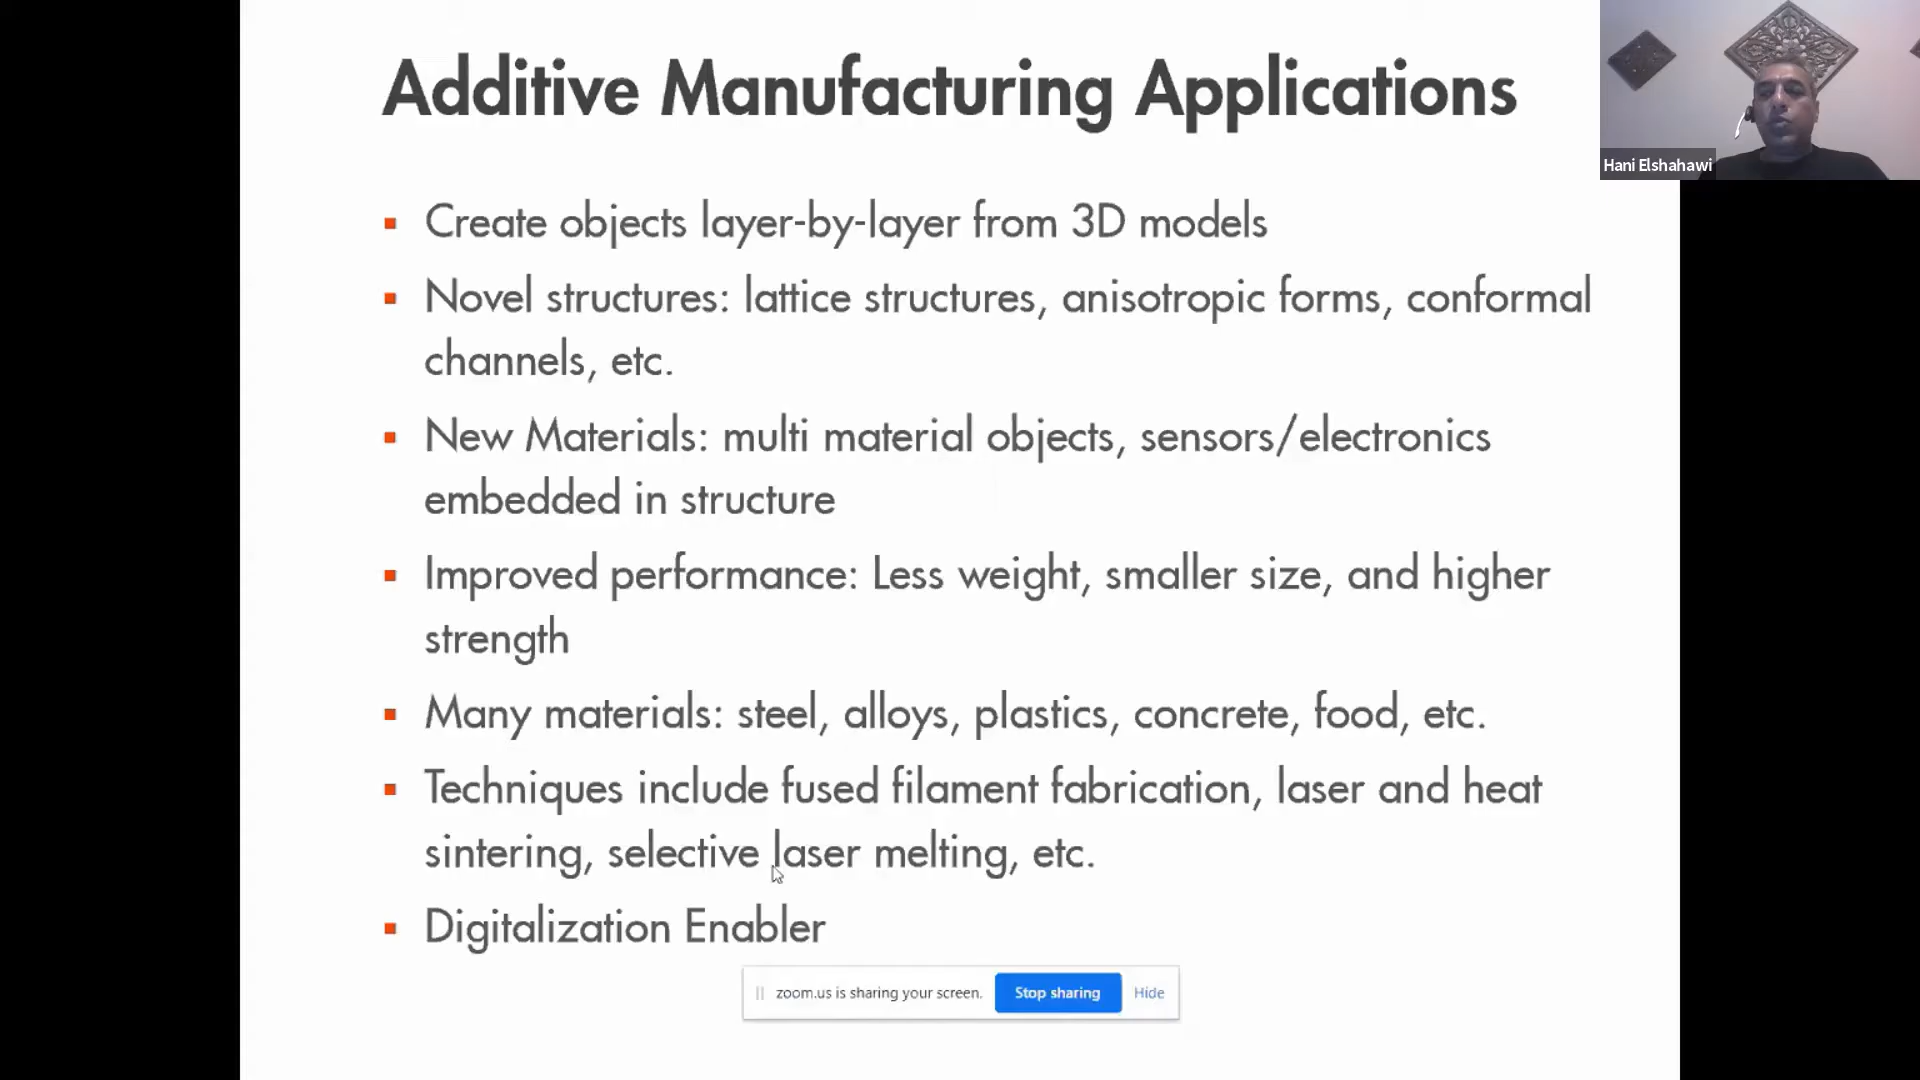 Additive Manufacturing Applications
Hani Elshahawi
Create objects layer-by-layer from 3D models
Novel structures: lattice structures, anisotropic forms, conformal
channels, etc.
New Materials: multi material objects, sensors/electronics
embedded in structure
Improved performance: Less weight, smaller size, and higher
strength
Many materials: steel, alloys, plastics, concrete, food, etc.
Techniques include fused filament fabrication, laser and heat
sintering, selective laser melting, etc.
Digitalization Enabler
zoom.us is sharing your screen. Stop sharing Hide